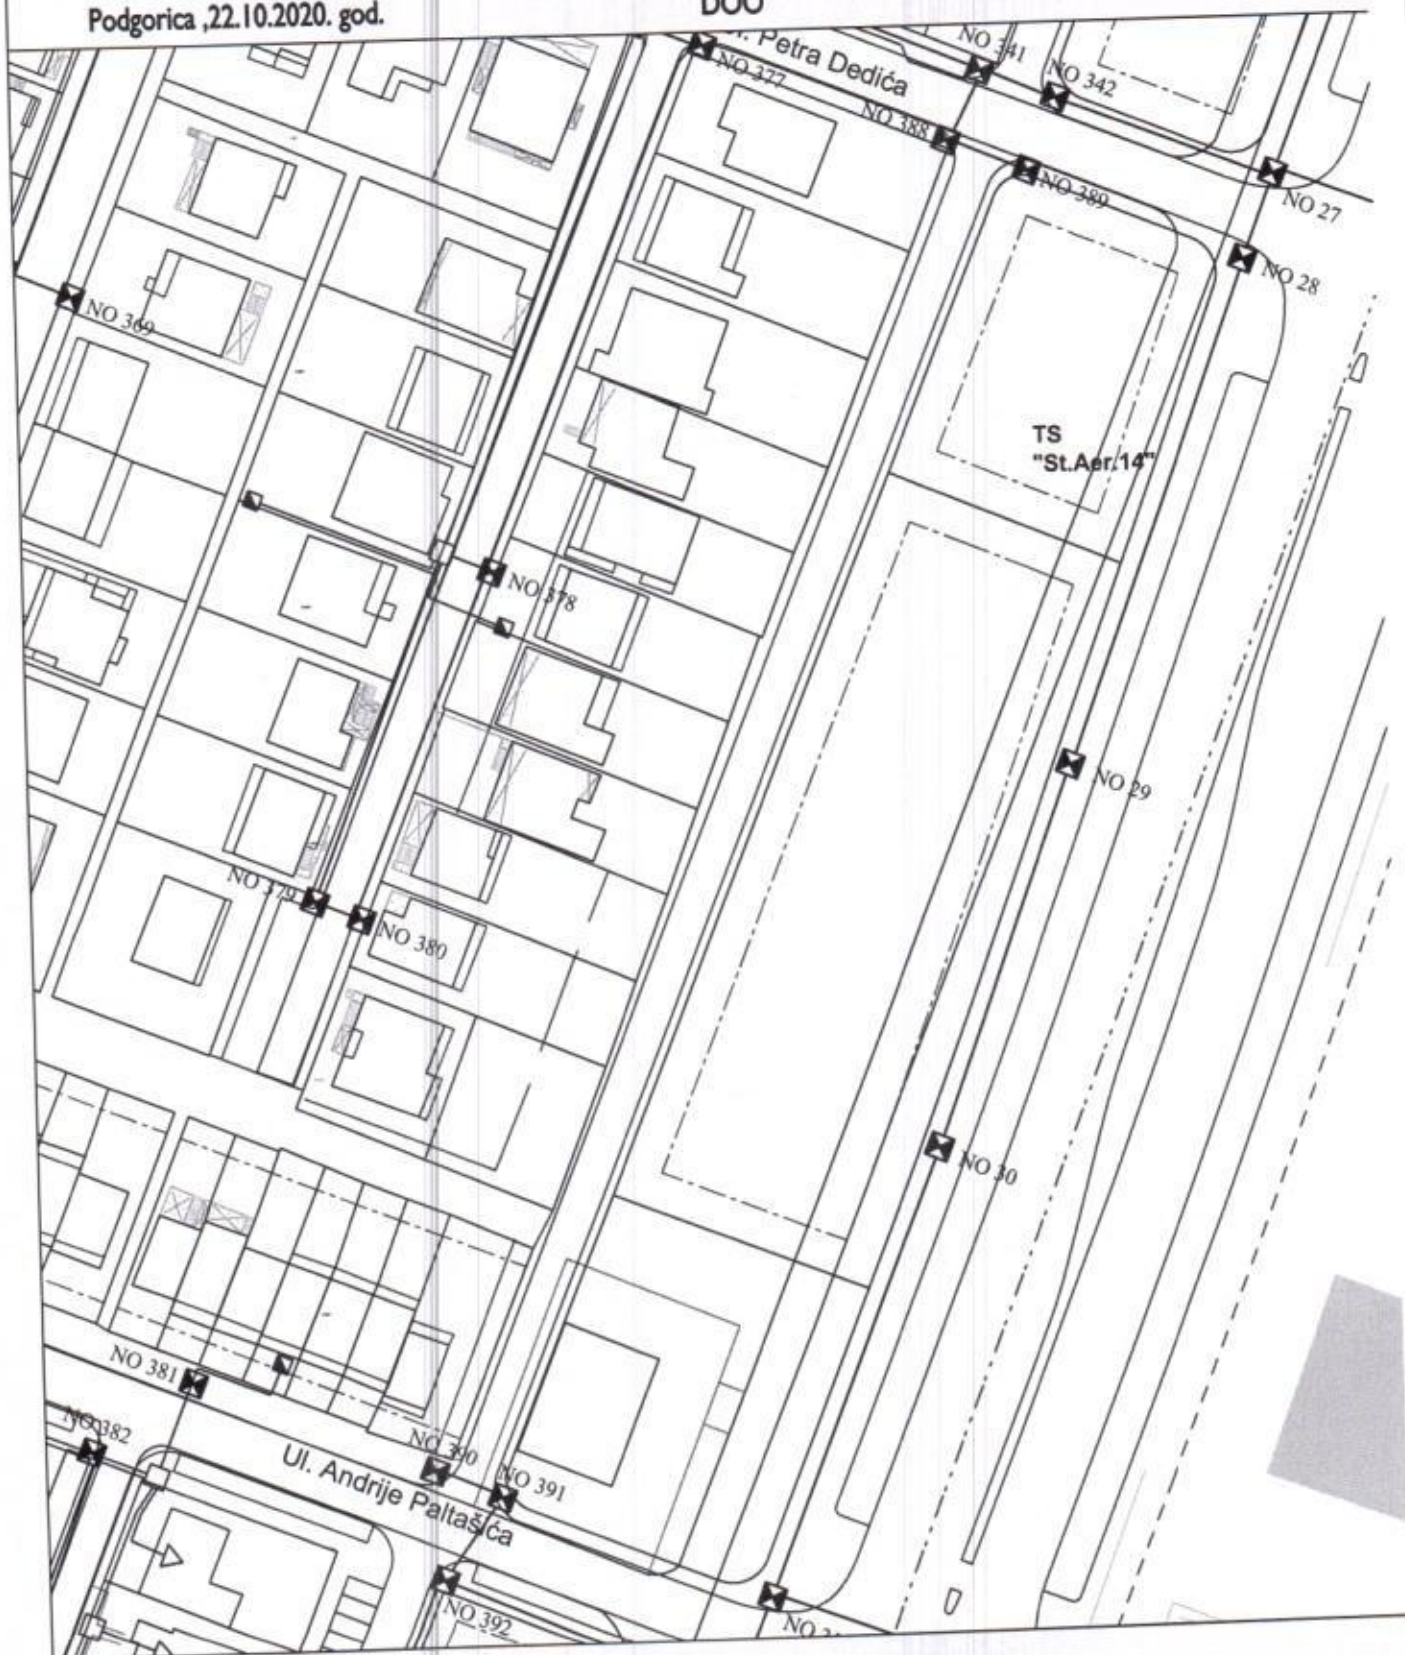 Podgorica ,22.10.2020. god.
DOO
Petra Dedića
NO 341
NO 342
NO 377
NO 388
NO 389
NO 27
NO 28
NO 369
TS
"St.Aer.14"
NO 378
NO 29
NO 379
NO 380
NO 30
NO 381
NO 382
NO 390
NO 391
Ul. Andrije Paltašića
NO 392
NO